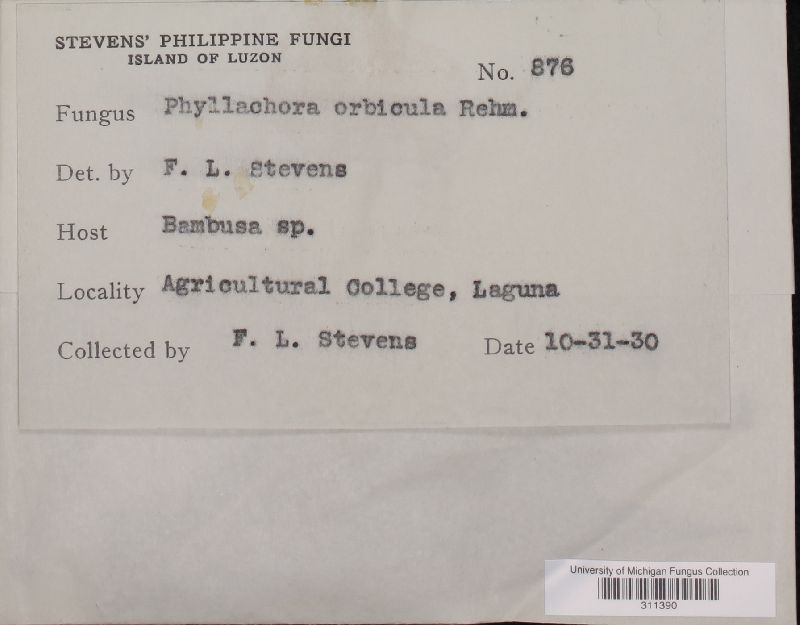 STEVENS' PHILIPPINE FUNGI
ISLAND OF LUZON
No. 876
Fungus Phyllachora orbicula Rehm.
Det. by F. L. Stevens
Host Bambusa sp.
Locality Agricultural College, Laguna
Collected by F. L. Stevens Date 10-31-30
University of Michigan Fungus Collection
311390